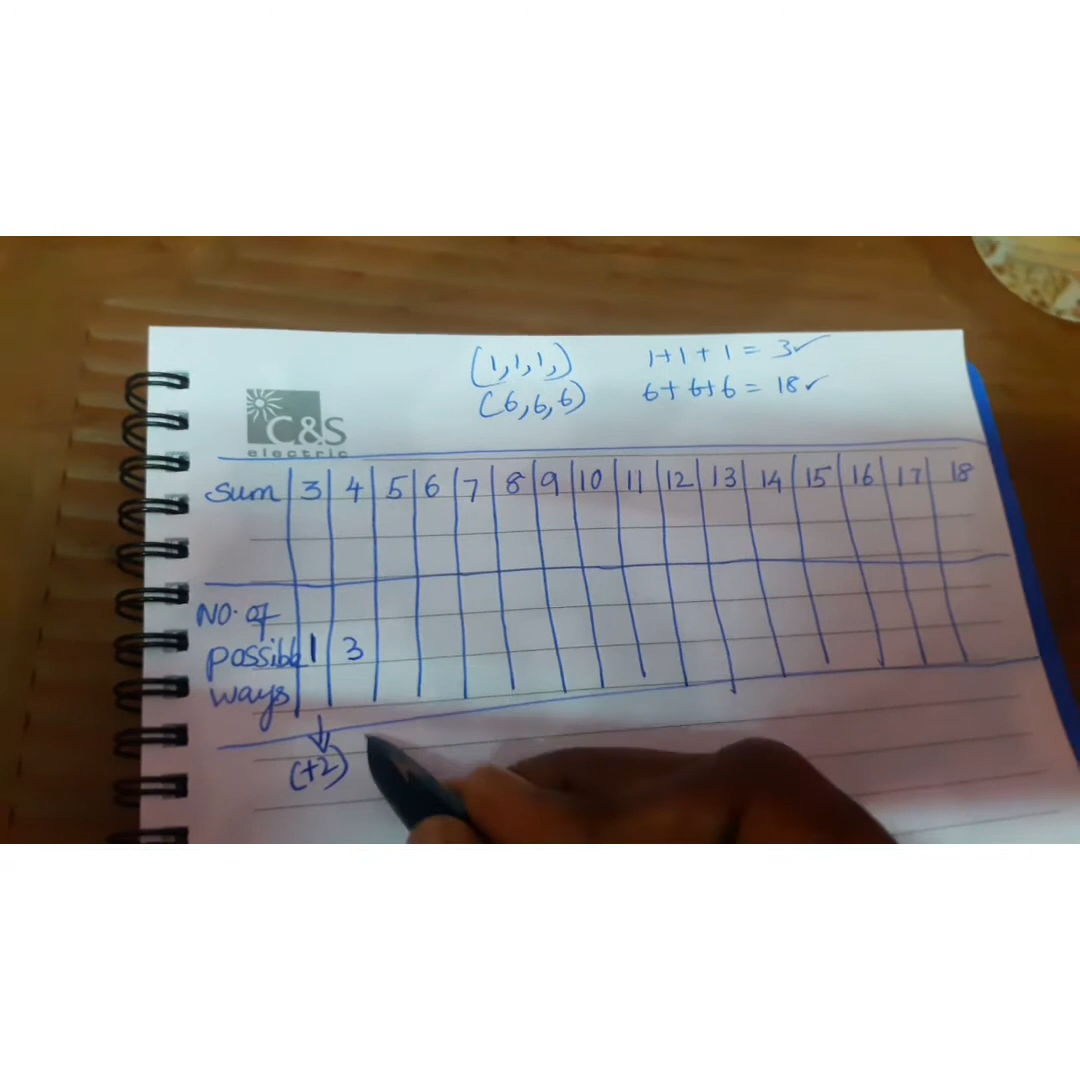 (1,1,1,) 1+1+1 = 3✓
(6,6,6) 6+6+6 = 18✓
C&S
electric
Sum 3 4 5 6 7 8 9 10 11 12 13 14 15 16 17 18
NO. of
possible 1 3
ways
(+2)